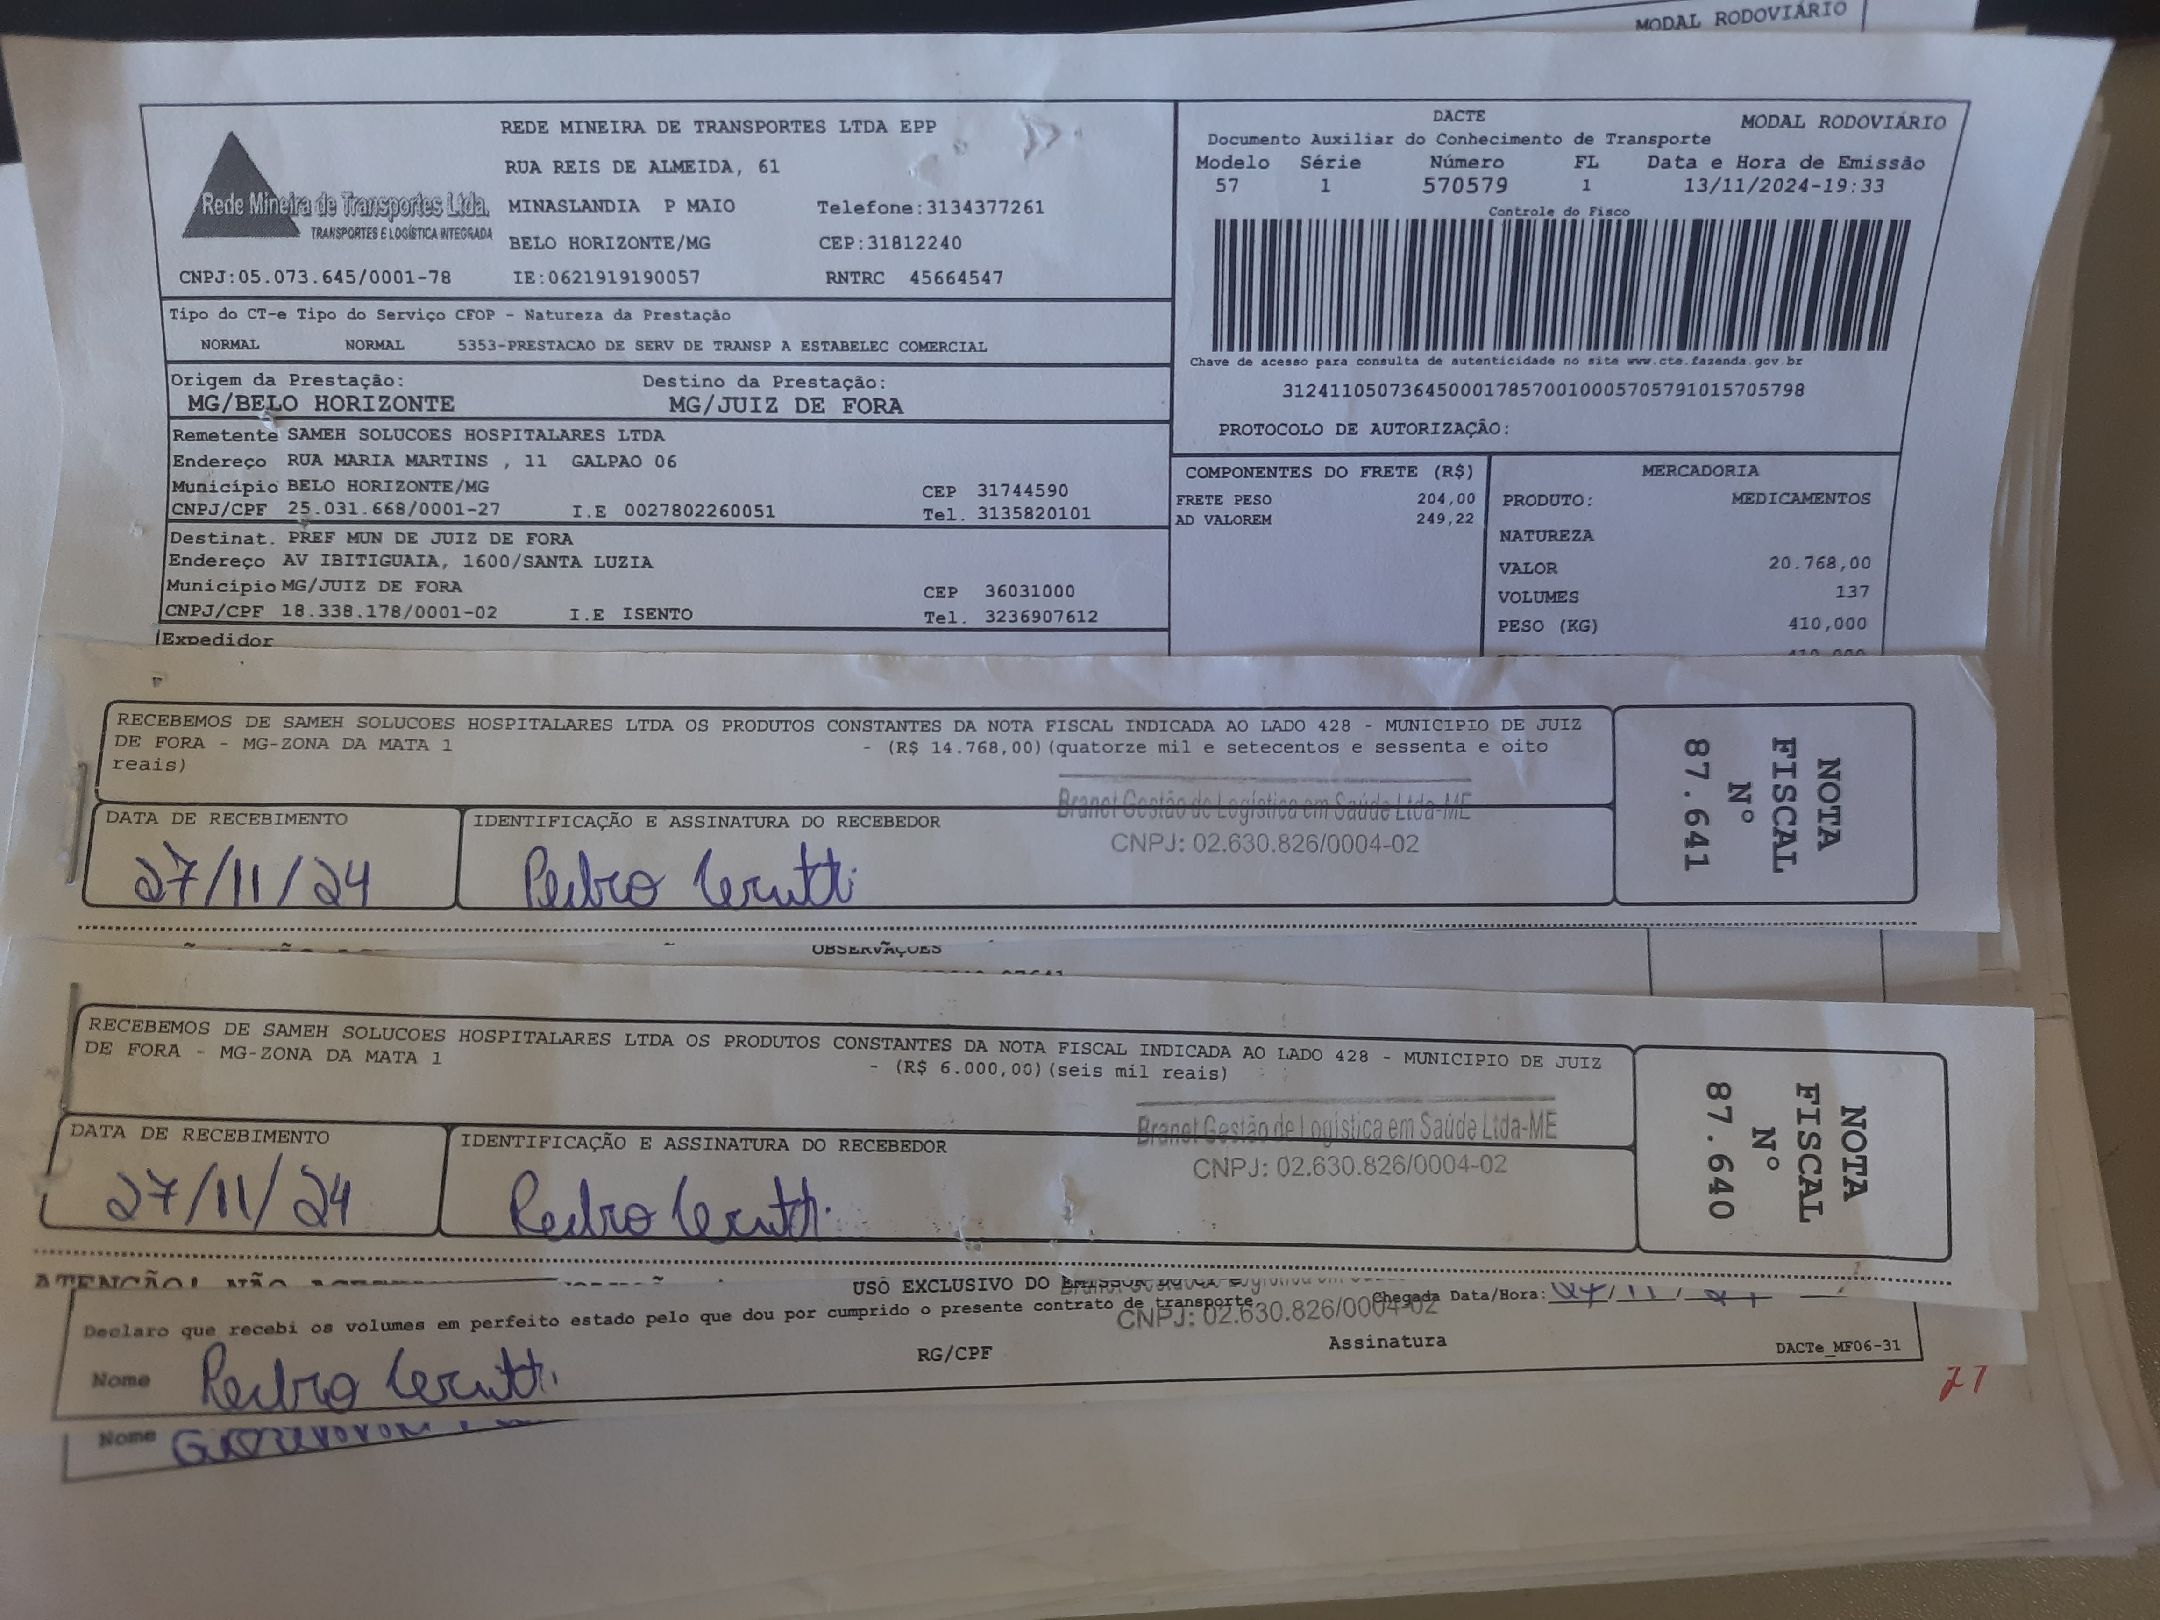 MODAL RODOVIÁRIO
REDE MINEIRA DE TRANSPORTES LTDA EPP
RUA REIS DE ALMEIDA, 61
MINASLANDIA P MAIO Telefone:3134377261
BELO HORIZONTE/MG CEP:31812240
Rede Mineira de Transportes Ltda.
TRANSPORTES E LOGÍSTICA INTEGRADA
CNPJ:05.073.645/0001-78 IE:0621919190057 RNTRC 45664547
DACTE MODAL RODOVIÁRIO
Documento Auxiliar do Conhecimento de Transporte
Modelo Série Número FL Data e Hora de Emissão
57 1 570579 1 13/11/2024-19:33
Controle do Fisco
Chave de acesso para consulta de autenticidade no site www.cte.fazenda.gov.br
31241105073645000178570010005705791015705798
PROTOCOLO DE AUTORIZAÇÃO:
Tipo do CT-e Tipo do Serviço CFOP - Natureza da Prestação
NORMAL NORMAL 5353-PRESTACAO DE SERV DE TRANSP A ESTABELEC COMERCIAL
Origem da Prestação: Destino da Prestação:
MG/BELO HORIZONTE MG/JUIZ DE FORA
Remetente SAMEH SOLUCOES HOSPITALARES LTDA
Endereço RUA MARIA MARTINS , 11 GALPAO 06
Município BELO HORIZONTE/MG CEP 31744590
CNPJ/CPF 25.031.668/0001-27 I.E 0027802260051 Tel. 3135820101
Destinat. PREF MUN DE JUIZ DE FORA
Endereço AV IBITIGUAIA, 1600/SANTA LUZIA
Município MG/JUIZ DE FORA CEP 36031000
CNPJ/CPF 18.338.178/0001-02 I.E ISENTO Tel. 3236907612
Expedidor
COMPONENTES DO FRETE (R$)
FRETE PESO 204,00
AD VALOREM 249,22
MERCADORIA
PRODUTO: MEDICAMENTOS
NATUREZA
VALOR 20.768,00
VOLUMES 137
PESO (KG) 410,000
RECEBEMOS DE SAMEH SOLUCOES HOSPITALARES LTDA OS PRODUTOS CONSTANTES DA NOTA FISCAL INDICADA AO LADO 428 - MUNICIPIO DE JUIZ
DE FORA - MG-ZONA DA MATA 1 - (R$ 14.768,00)(quatorze mil e setecentos e sessenta e oito
reais)
DATA DE RECEBIMENTO IDENTIFICAÇÃO E ASSINATURA DO RECEBEDOR
27/11/24 Pedro Cerutti
Branet Gestão de Logística em Saúde Ltda-ME
CNPJ: 02.630.826/0004-02
NOTA
FISCAL
Nº
87.641
OBSERVAÇÕES
RECEBEMOS DE SAMEH SOLUCOES HOSPITALARES LTDA OS PRODUTOS CONSTANTES DA NOTA FISCAL INDICADA AO LADO 428 - MUNICIPIO DE JUIZ
DE FORA - MG-ZONA DA MATA 1 - (R$ 6.000,00)(seis mil reais)
DATA DE RECEBIMENTO IDENTIFICAÇÃO E ASSINATURA DO RECEBEDOR
27/11/24 Pedro Cerutti
Branet Gestão de Logística em Saúde Ltda-ME
CNPJ: 02.630.826/0004-02
NOTA
FISCAL
Nº
87.640
ATENÇÃO! NÃO
USO EXCLUSIVO DO EMISSOR DO CT-e
Declaro que recebi os volumes em perfeito estado pelo que dou por cumprido o presente contrato de transporte. Chegada Data/Hora: 27/11/24
CNPJ: 02.630.826/0004-02
Nome Pedro Cerutti RG/CPF Assinatura DACTe_MF06-31
71
Nome